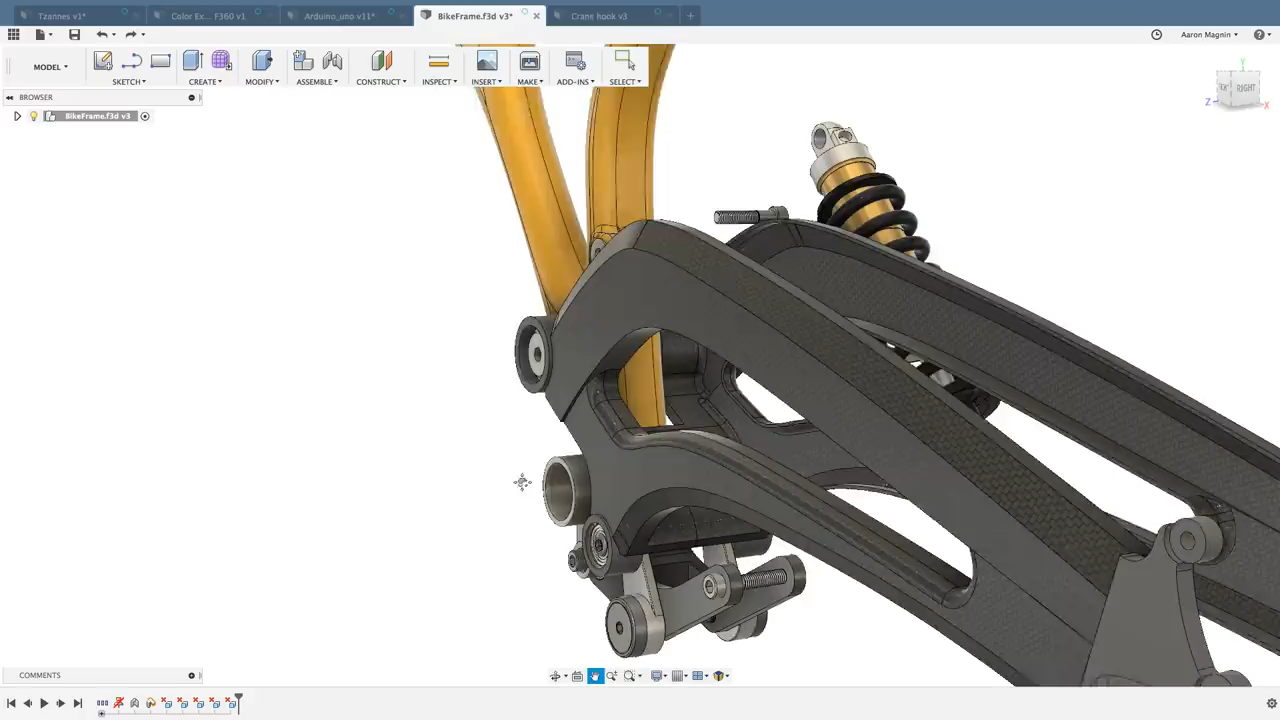 Tzannes v1*
Color Ex... F360 v1
Arduino_uno v11*
BikeFrame.f3d v3*
Crane hook v3
Aaron Magnin
MODEL
SKETCH
CREATE
MODIFY
ASSEMBLE
CONSTRUCT
INSPECT
INSERT
MAKE
ADD-INS
SELECT
BROWSER
BikeFrame.f3d v3
Y
RIGHT
Z
X
COMMENTS